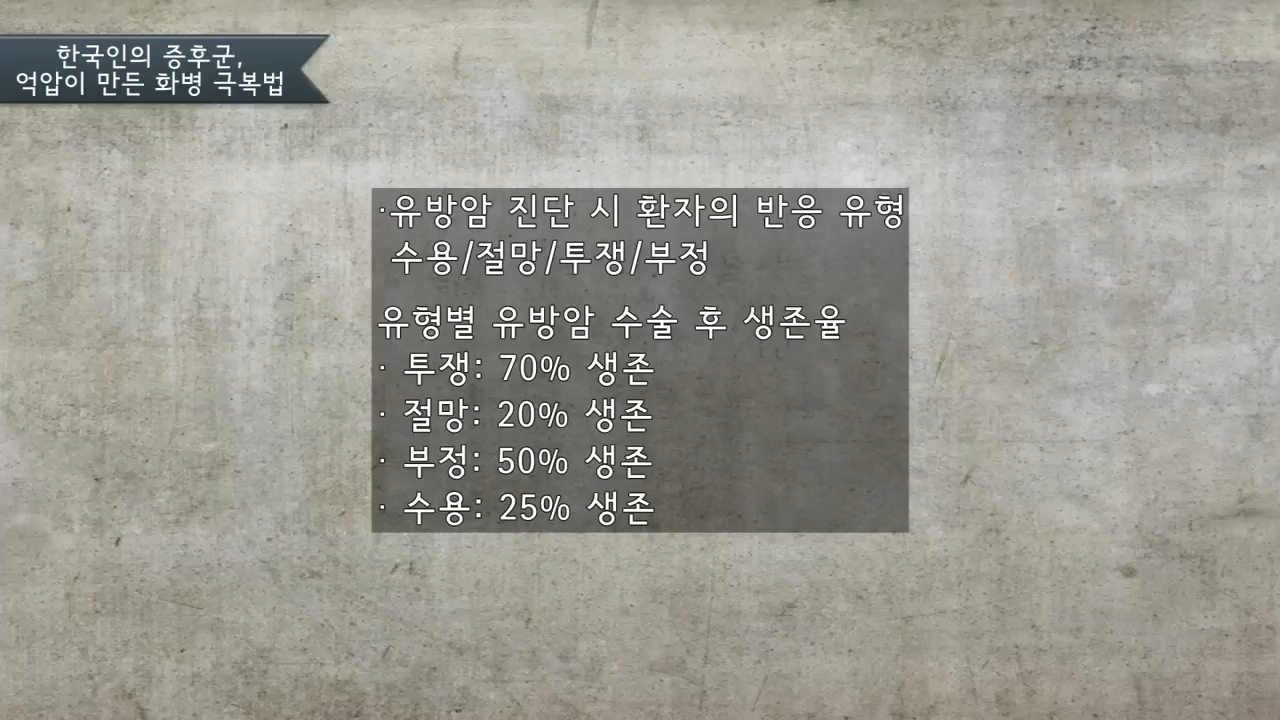 한국인의 증후군,
억압이 만든 화병 극복법
·유방암 진단 시 환자의 반응 유형
수용/절망/투쟁/부정
유형별 유방암 수술 후 생존율
· 투쟁: 70% 생존
· 절망: 20% 생존
· 부정: 50% 생존
· 수용: 25% 생존